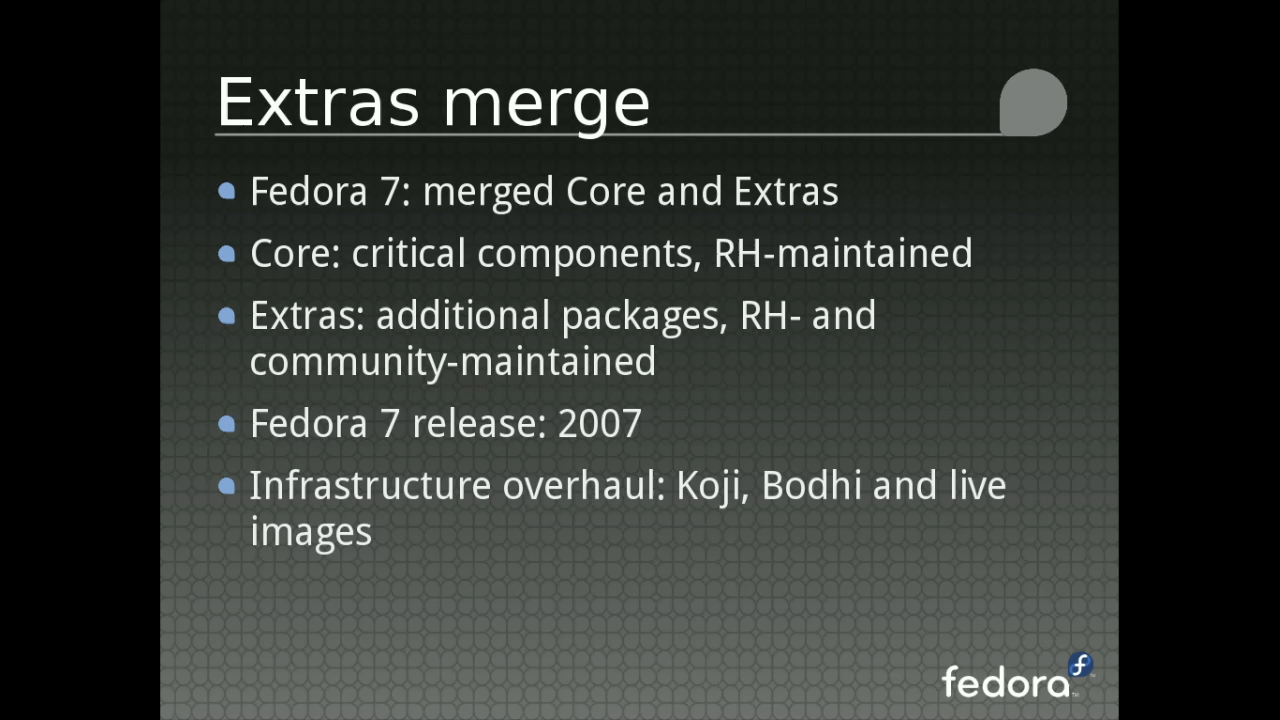 Extras merge
Fedora 7: merged Core and Extras
Core: critical components, RH-maintained
Extras: additional packages, RH- and
community-maintained
Fedora 7 release: 2007
Infrastructure overhaul: Koji, Bodhi and live
images
fedora